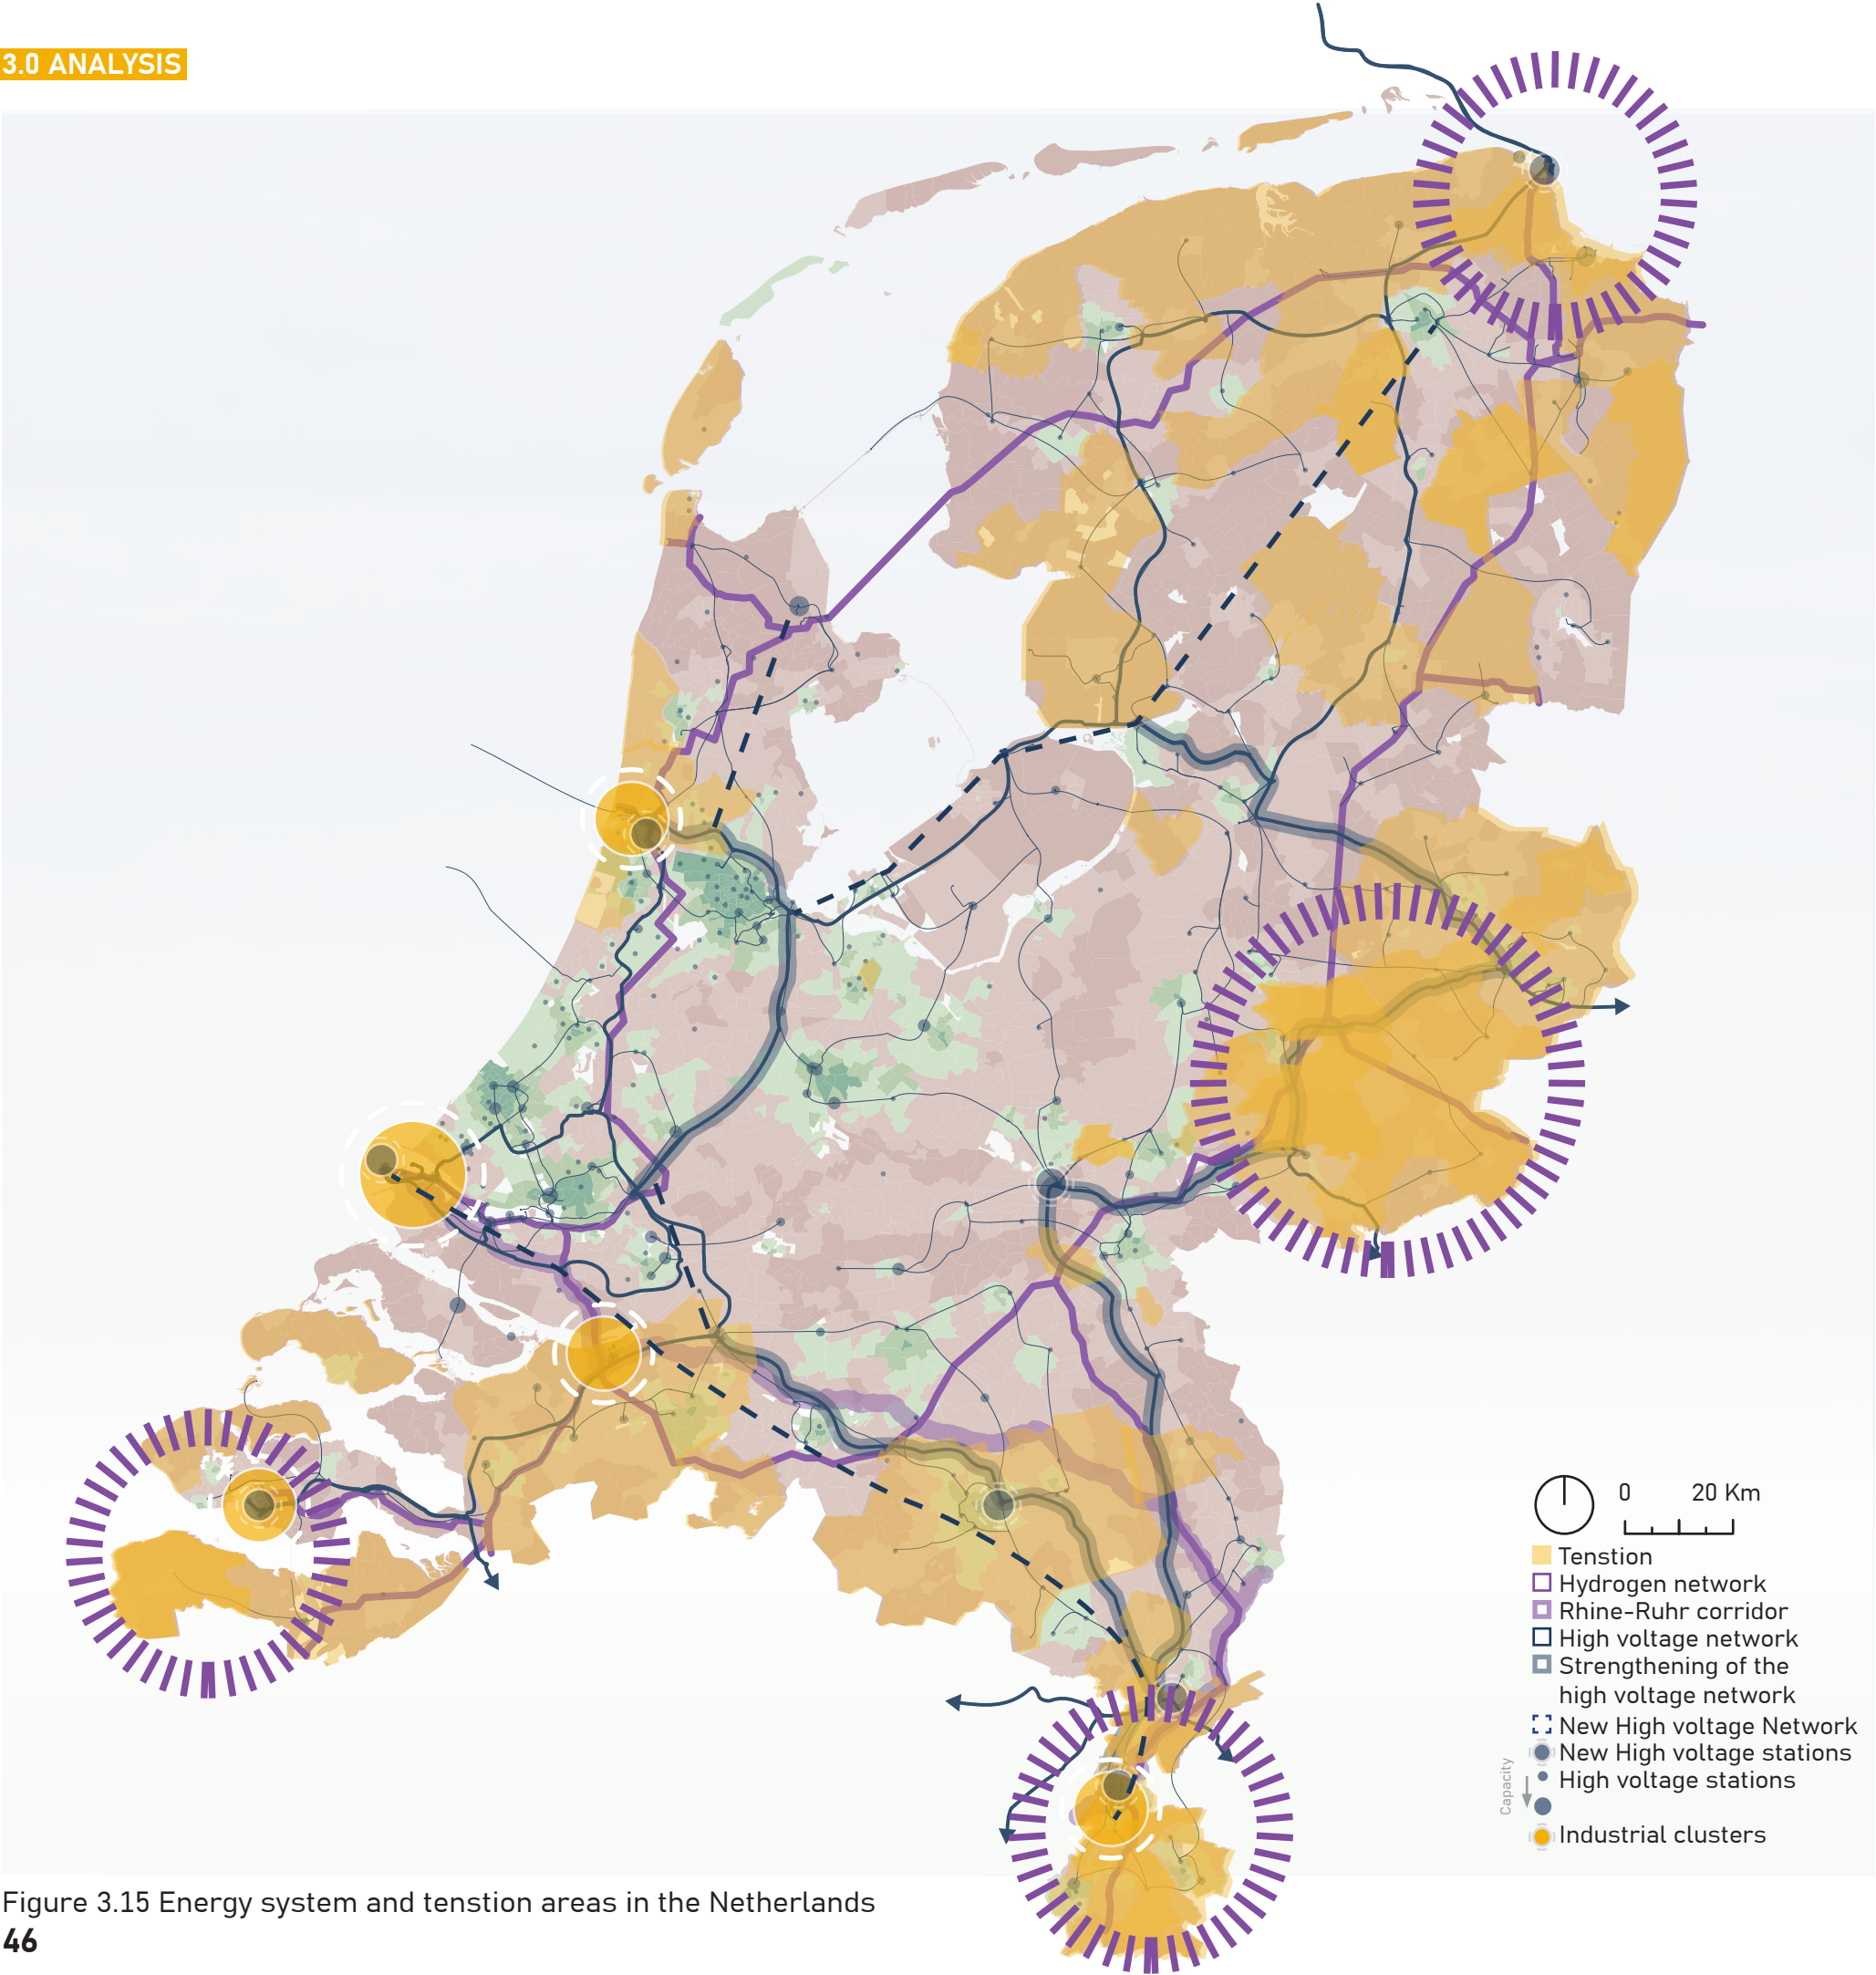 3.0 ANALYSIS
0 20 Km
Tenstion
Hydrogen network
Rhine-Ruhr corridor
High voltage network
Strengthening of the
high voltage network
New High voltage Network
New High voltage stations
High voltage stations
Capacity
Industrial clusters
Figure 3.15 Energy system and tenstion areas in the Netherlands
46